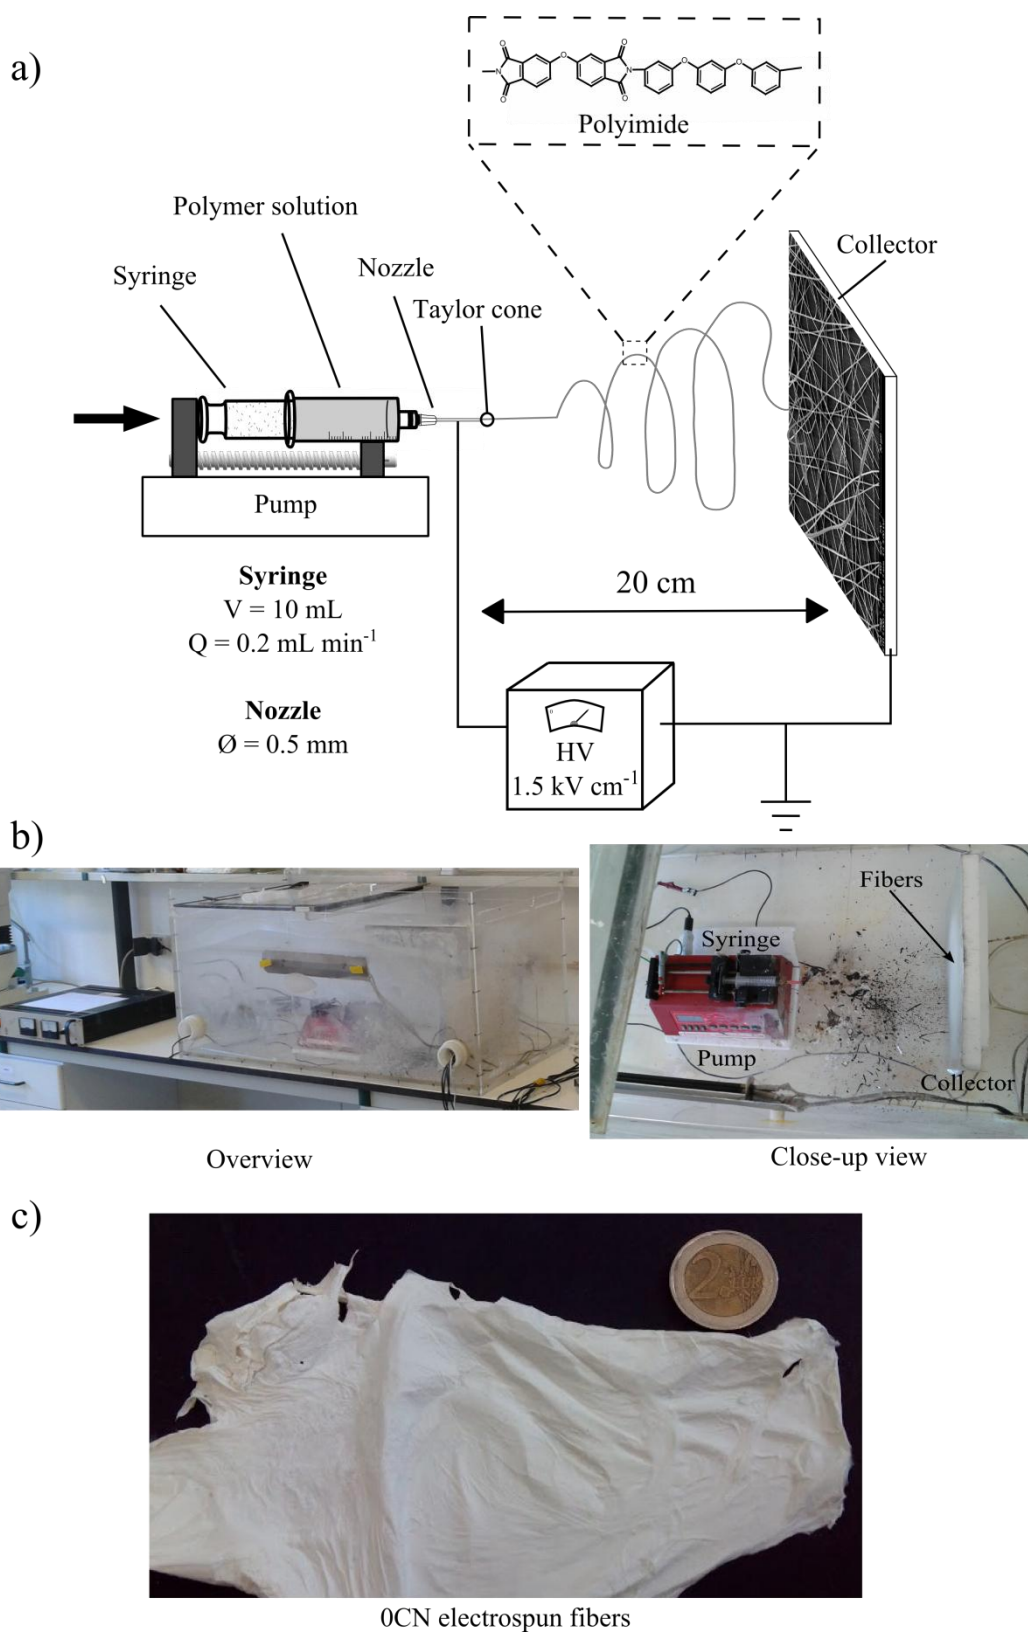 a)
O
O
O
N
N
O
O
O
O
Polyimide
Polymer solution
Syringe
Nozzle
Taylor cone
Collector
Pump
20 cm
Syringe
V = 10 mL
Q = 0.2 mL min⁻¹
Nozzle
Ø = 0.5 mm
0
HV
1.5 kV cm⁻¹
b)
Fibers
Syringe
Pump
Collector
Overview
Close-up view
c)
2
0CN electrospun fibers